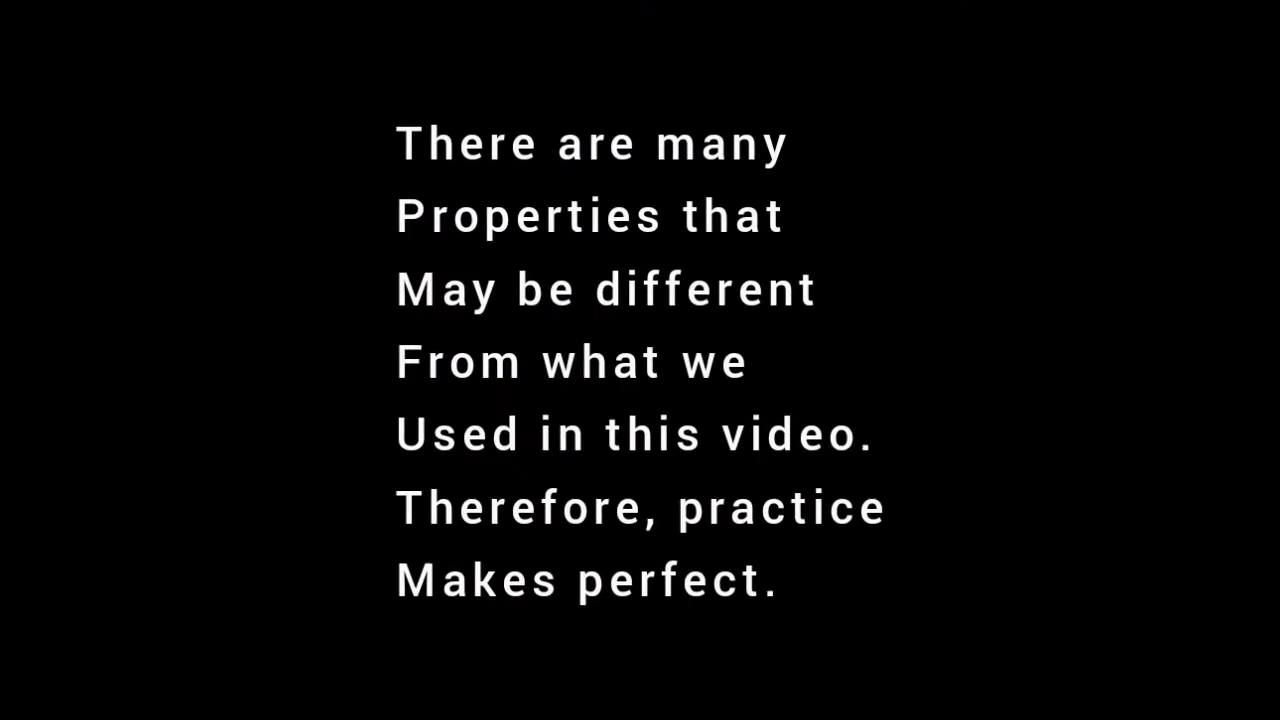 There are many
Properties that
May be different
From what we
Used in this video.
Therefore, practice
Makes perfect.